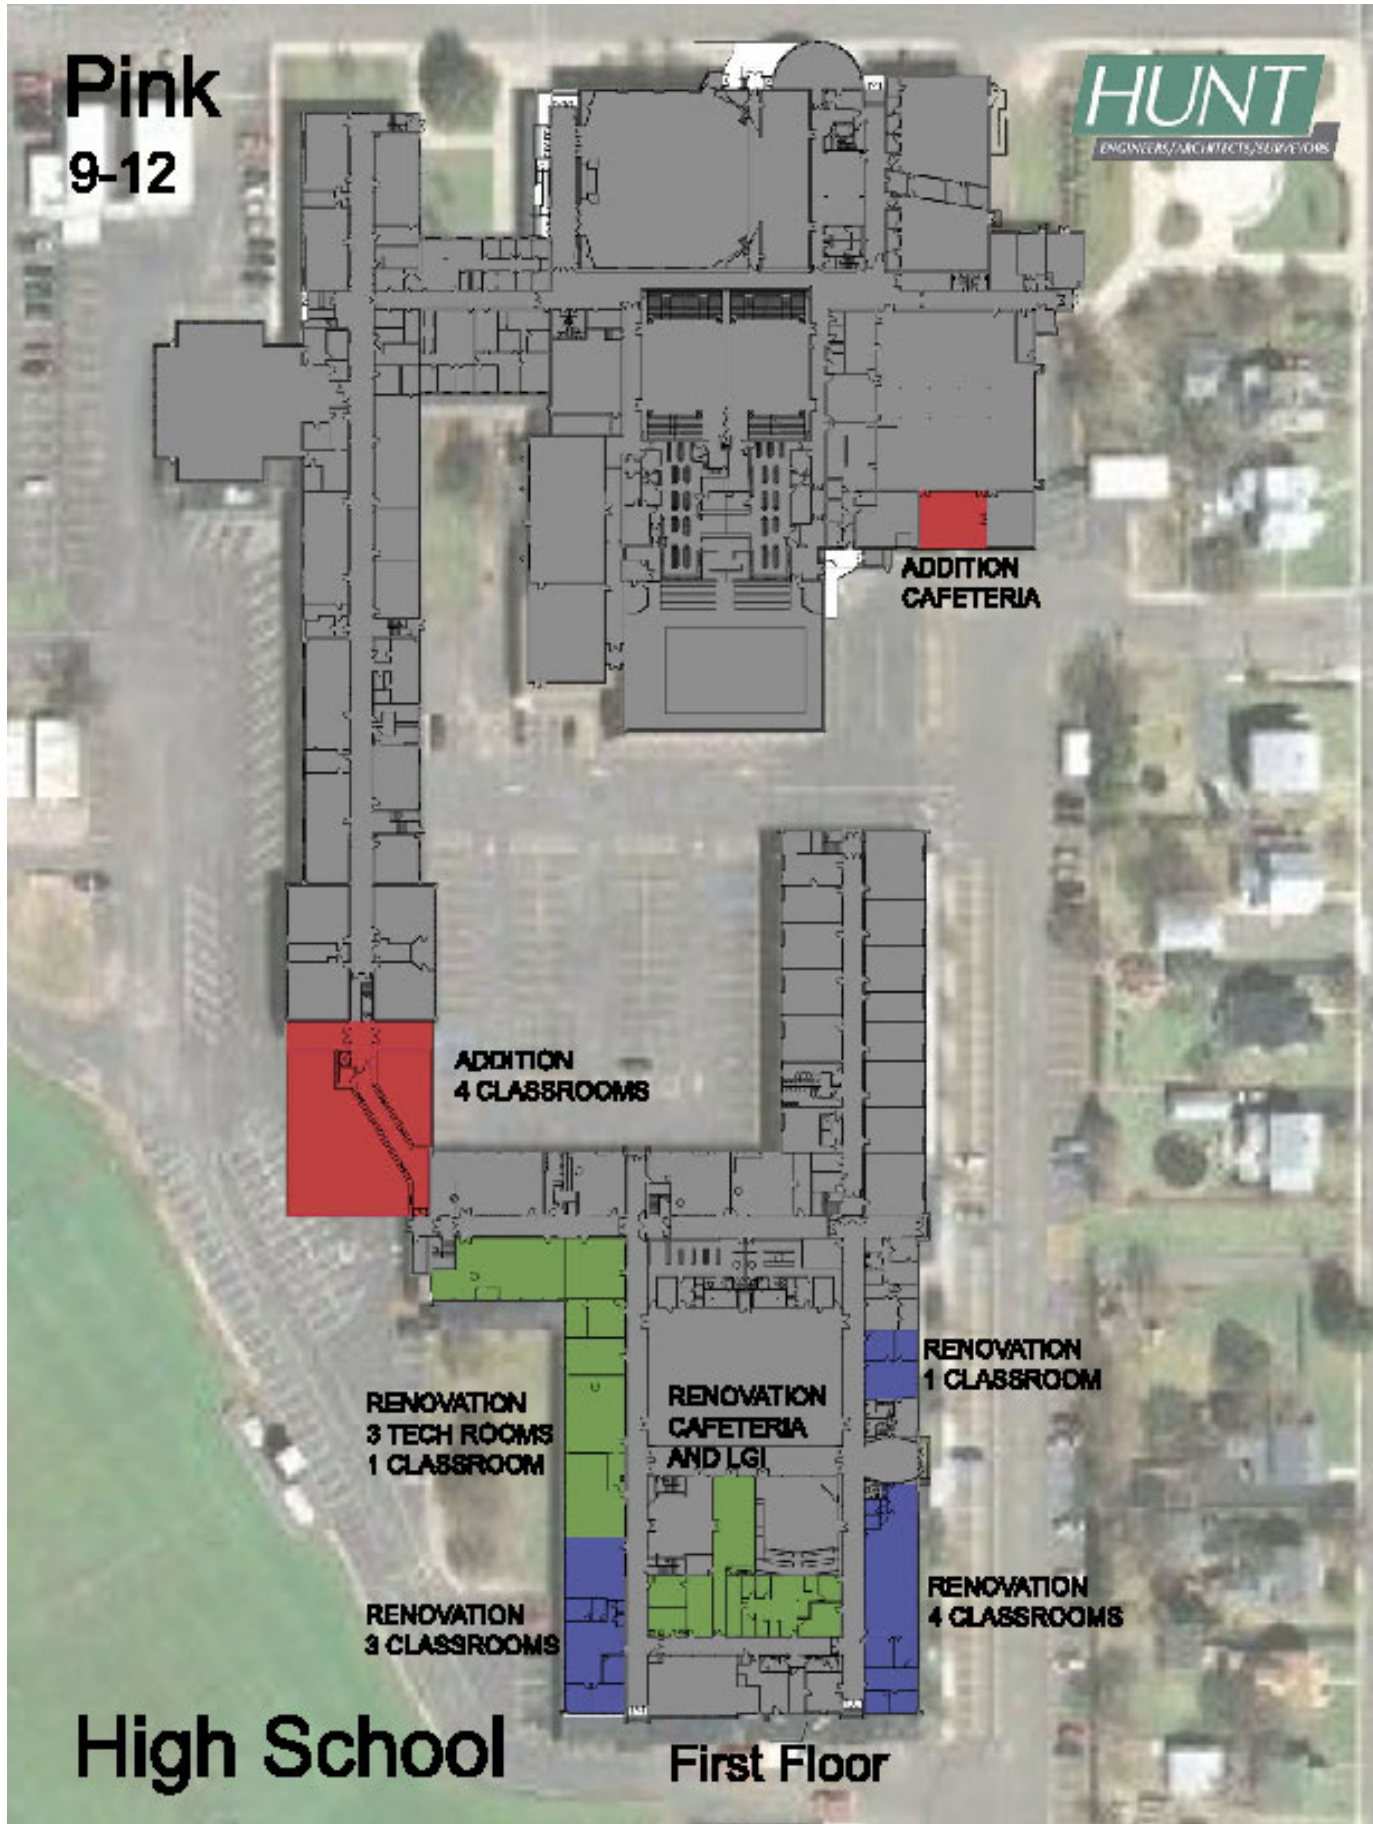 Pink
9-12
HUNT
ENGINEERS/ARCHITECTS/SURVEYORS
ADDITION
CAFETERIA
ADDITION
4 CLASSROOMS
RENOVATION
1 CLASSROOM
RENOVATION
3 TECH ROOMS
1 CLASSROOM
RENOVATION
CAFETERIA
AND LGI
RENOVATION
3 CLASSROOMS
RENOVATION
4 CLASSROOMS
High School
First Floor